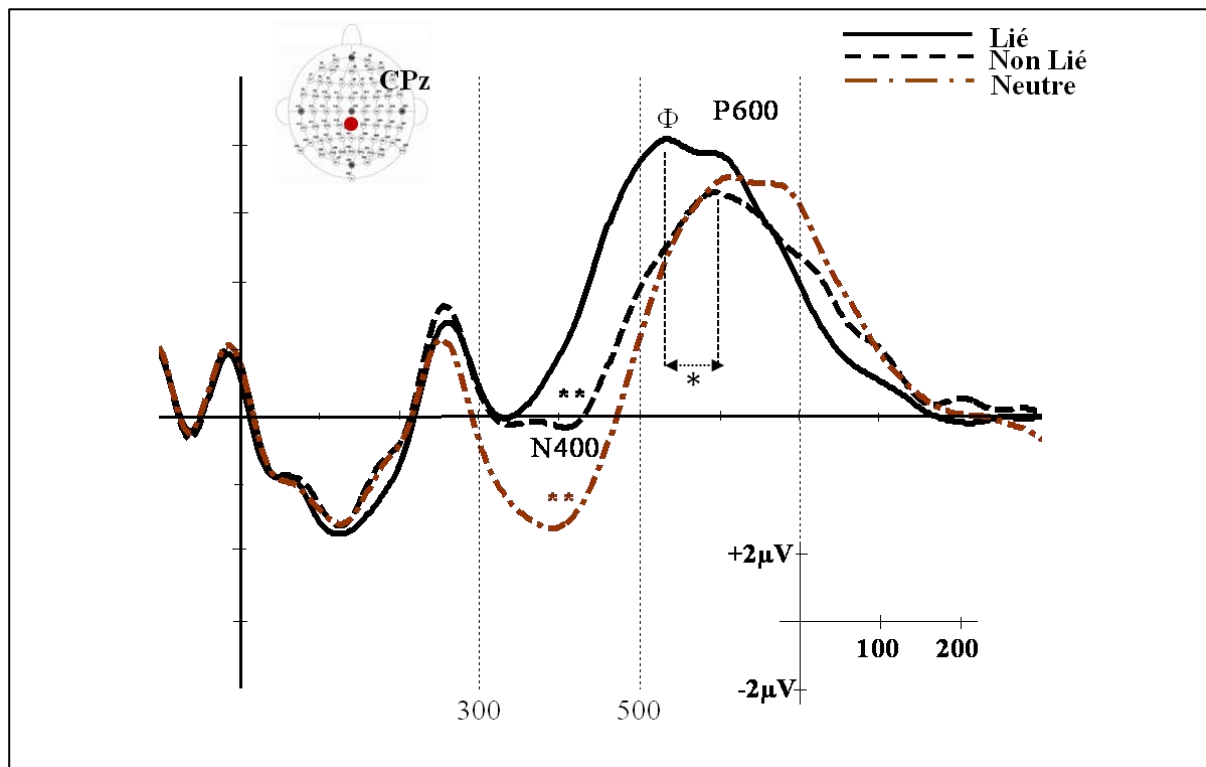 Lié
Non Lié
Neutre
CPz
Φ
P600
**
*
N400
**
+2µV
100
200
-2µV
300
500